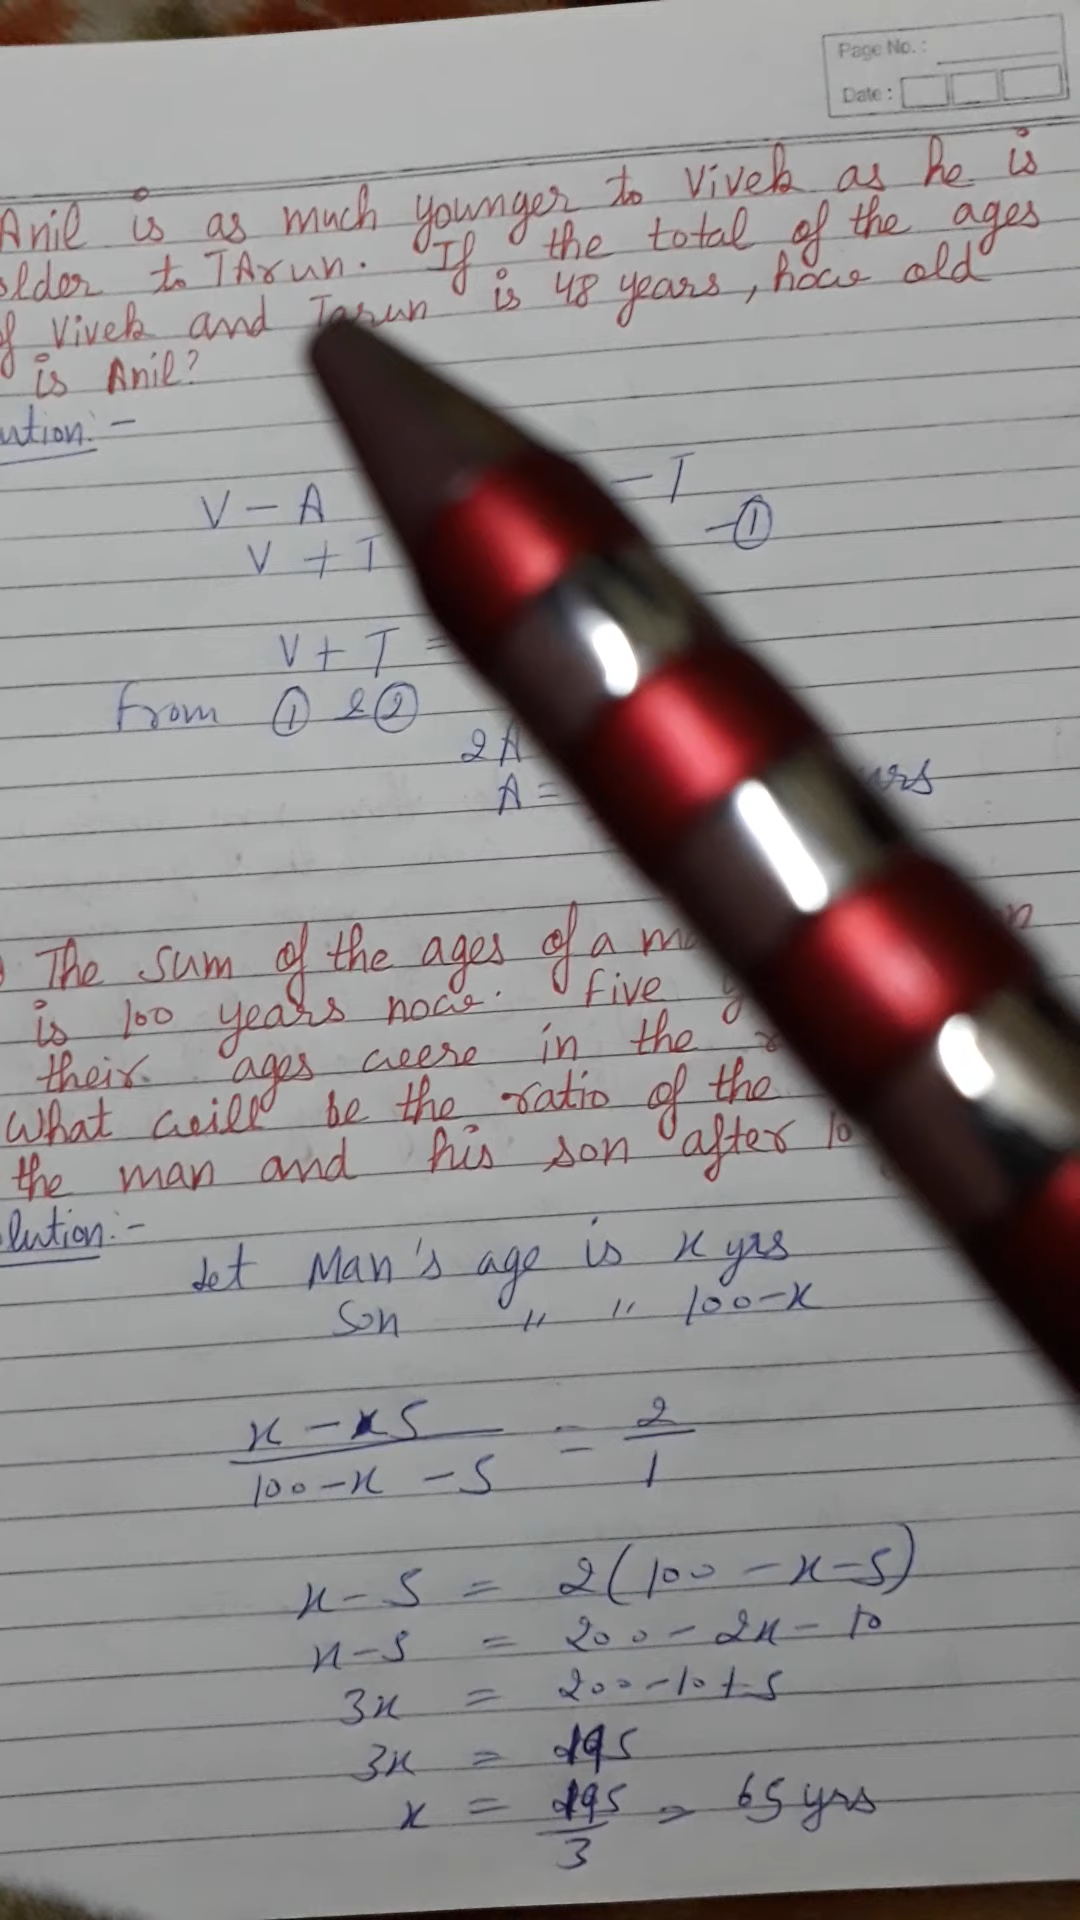 Page No. :
Date :
Anil is as much younger to Vivek as he is
older to TArun. If the total of the ages
of Vivek and Tarun is 48 years, how old
is Anil?
ution:-
V - A - T
V + T - ①
V + T =
from ① & ②
2A
A =
The sum of the ages of a
is 100 years now. five
their ages were in the
What will be the ratio of the
the man and his son after 10
lution:-
Let Man's age is x yrs
Son " " 100-x
x - 5 = 2
100-x - 5 1
x - 5 = 2(100 - x - 5)
x - 5 = 200 - 2x - 10
3x = 200 - 10 + 5
3x = 195
x = 195 = 65 yrs
3